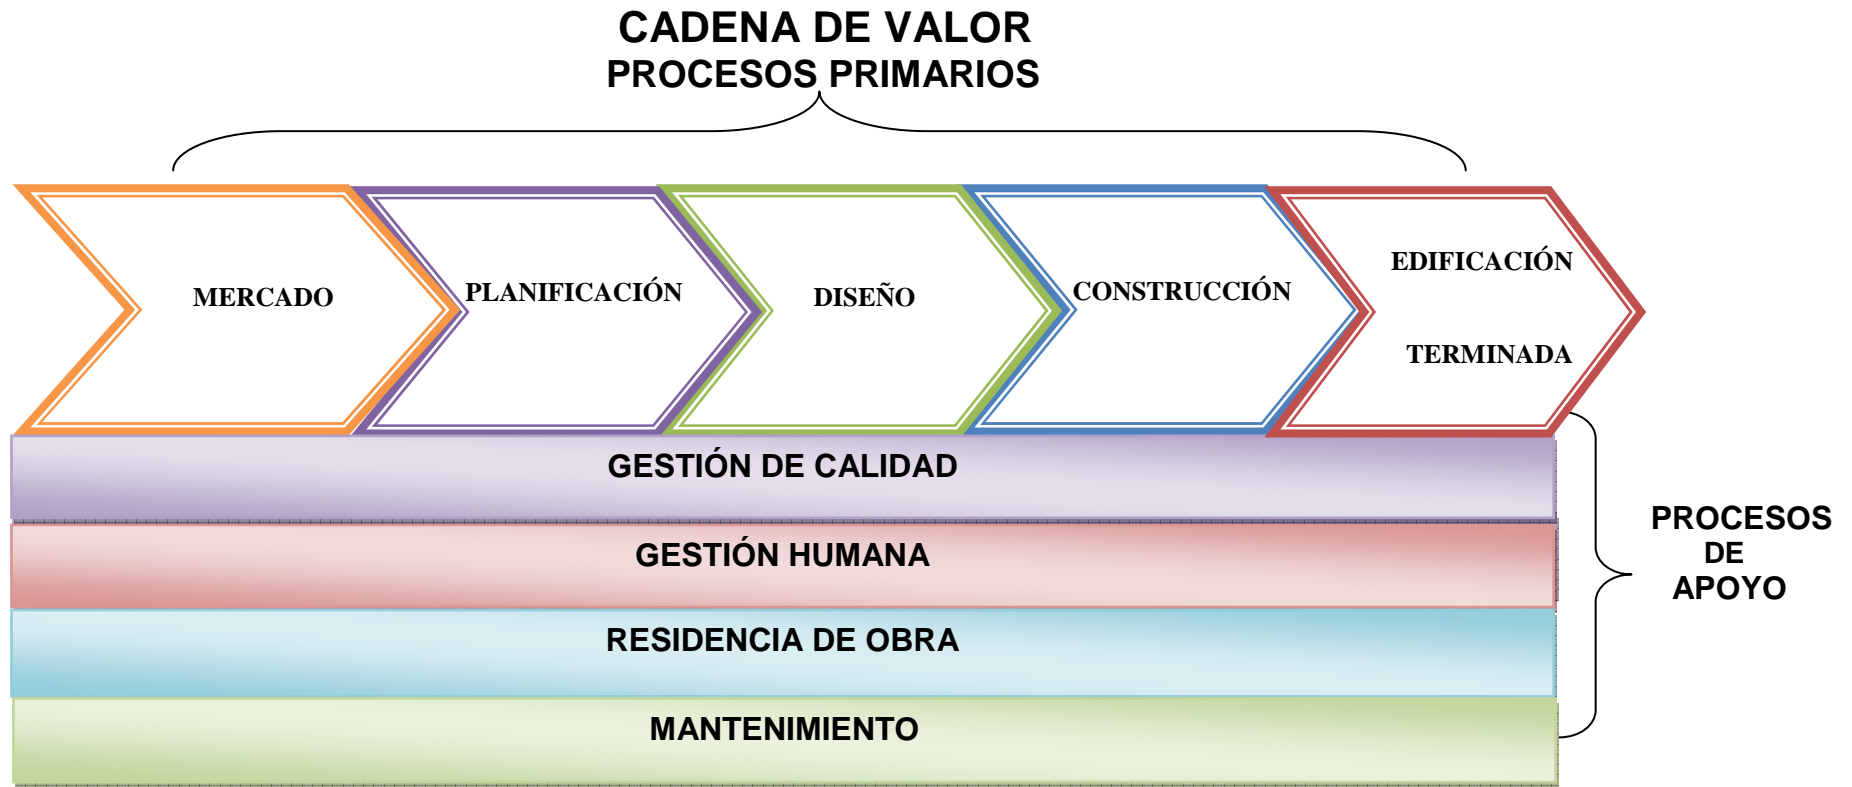 CADENA DE VALOR
PROCESOS PRIMARIOS
MERCADO
PLANIFICACIÓN
DISEÑO
CONSTRUCCIÓN
EDIFICACIÓN
TERMINADA
GESTIÓN DE CALIDAD
GESTIÓN HUMANA
RESIDENCIA DE OBRA
MANTENIMIENTO
PROCESOS
DE
APOYO